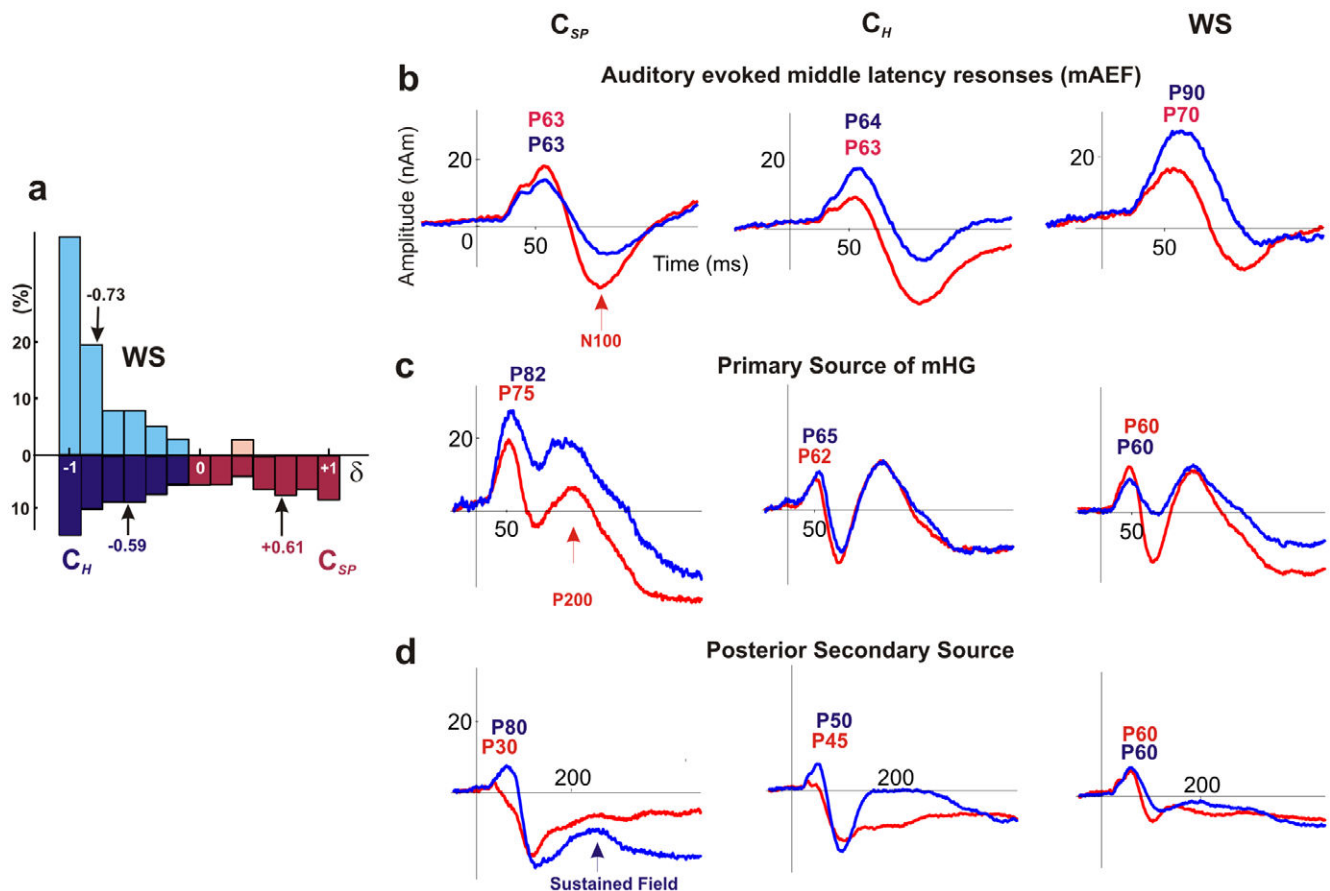 C_SP C_H WS
b Auditory evoked middle latency resonses (mAEF)
Amplitude (nAm)
P63
P63
20
0
50
Time (ms)
N100
P64
P63
20
50
P90
P70
20
50
a
(%)
20
10
0
10
-0.73
WS
-1 0 +1 δ
C_H -0.59 +0.61 C_SP
c Primary Source of mHG
P82
P75
20
50
P200
P65
P62
50
P60
P60
50
d Posterior Secondary Source
P80
P30
20
200
Sustained Field
P50
P45
200
P60
P60
200